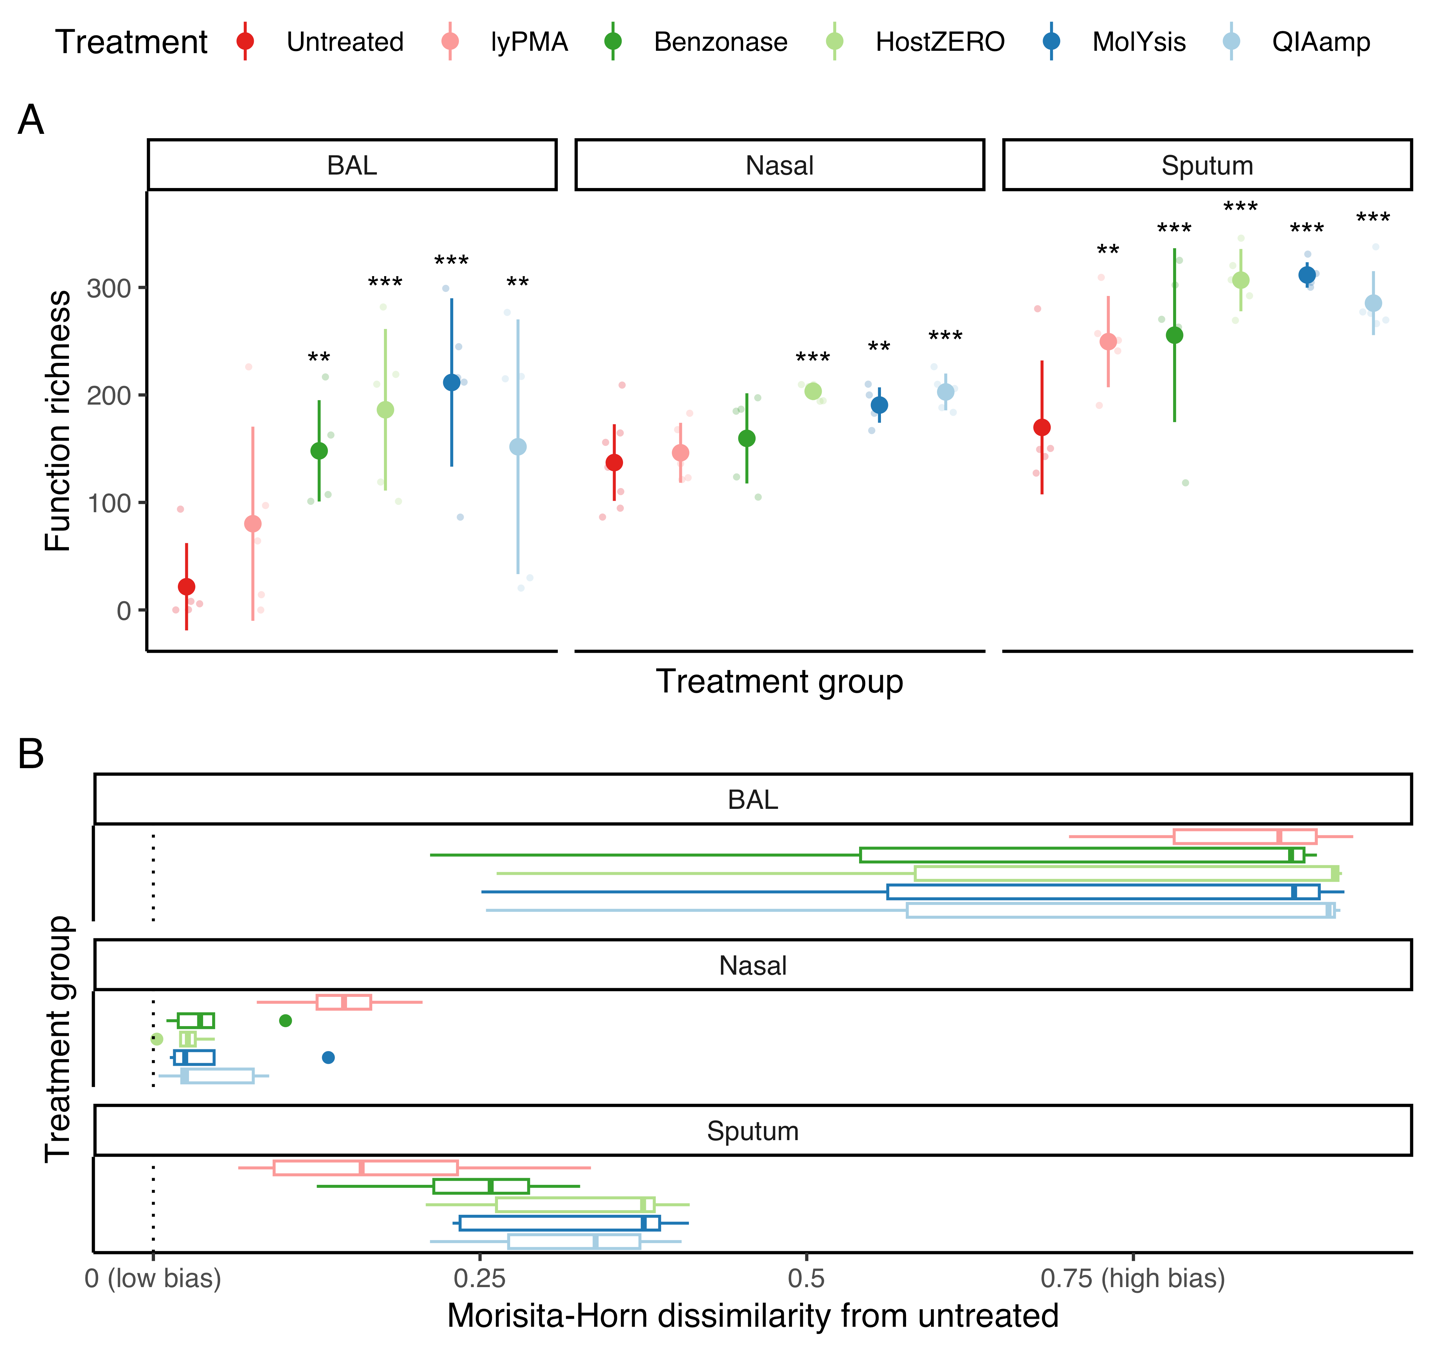 Treatment Untreated lyPMA Benzonase HostZERO MolYsis QIAamp
A
BAL Nasal Sputum
Function richness
300
200
100
0
** *** *** **
*** ** ***
** *** *** *** ***
Treatment group
B
BAL
Nasal
Sputum
Treatment group
0 (low bias) 0.25 0.5 0.75 (high bias)
Morisita-Horn dissimilarity from untreated